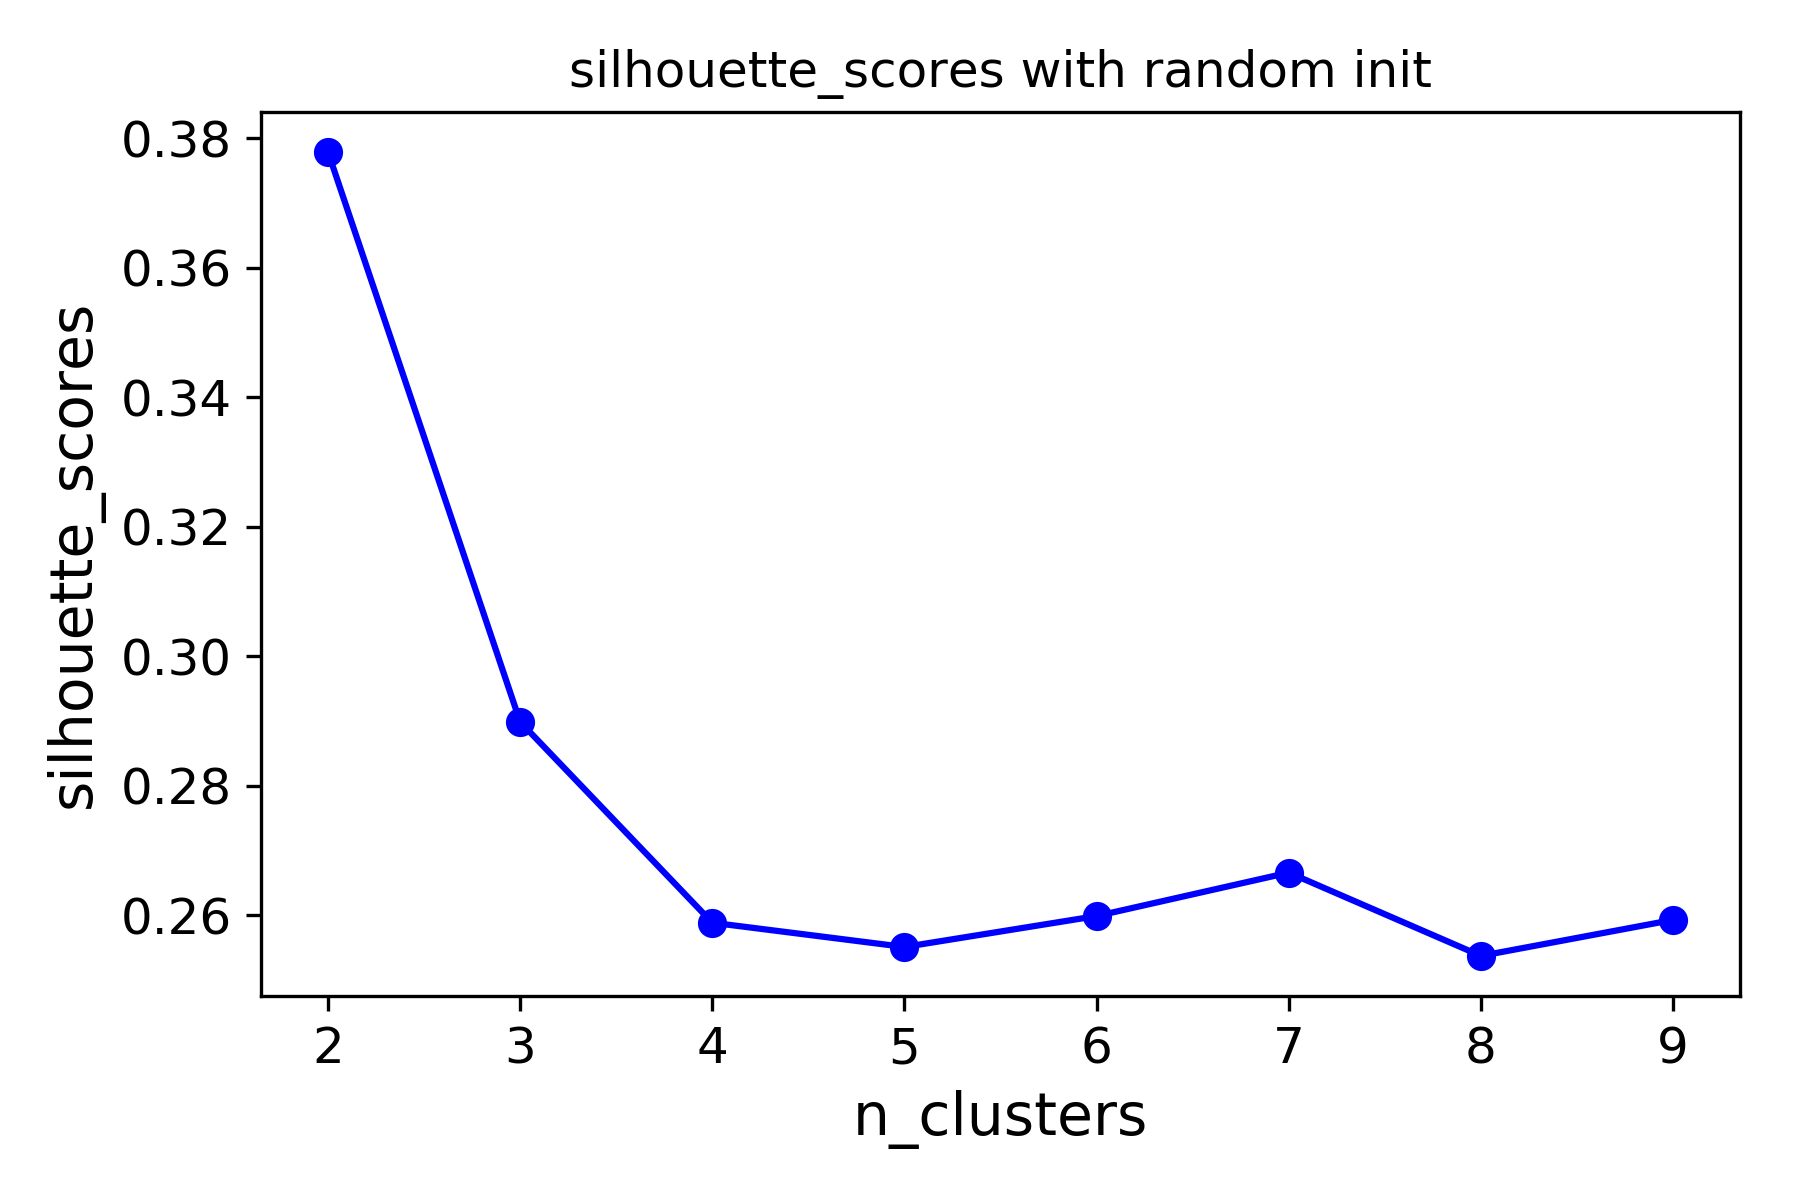 silhouette_scores with random init
silhouette_scores
0.38
0.36
0.34
0.32
0.30
0.28
0.26
2 3 4 5 6 7 8 9
n_clusters